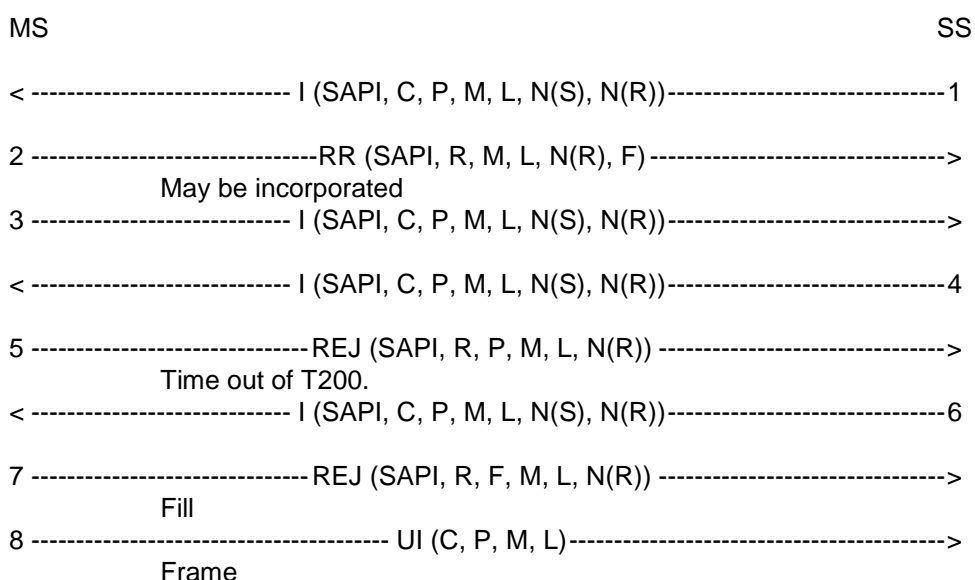 MS SS
< ----------------------------- I (SAPI, C, P, M, L, N(S), N(R))-------------------------------1
2 --------------------------------RR (SAPI, R, M, L, N(R), F) --------------------------------->
May be incorporated
3 ----------------------------- I (SAPI, C, P, M, L, N(S), N(R))------------------------------->
< ----------------------------- I (SAPI, C, P, M, L, N(S), N(R))-------------------------------4
5 -------------------------------REJ (SAPI, R, P, M, L, N(R)) -------------------------------->
Time out of T200.
< ----------------------------- I (SAPI, C, P, M, L, N(S), N(R))-------------------------------6
7 -------------------------------REJ (SAPI, R, F, M, L, N(R)) -------------------------------->
Fill
8 ---------------------------------------- UI (C, P, M, L)------------------------------------------>
Frame